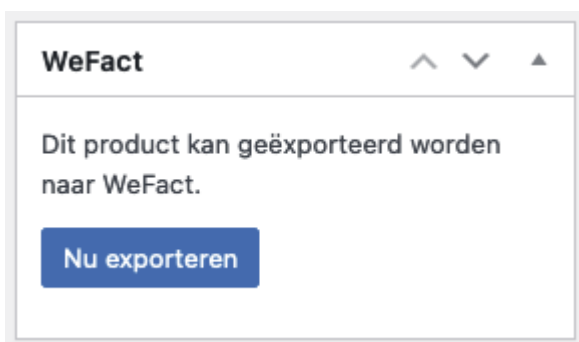 WeFact
Dit product kan geëxporteerd worden
naar WeFact.
Nu exporteren